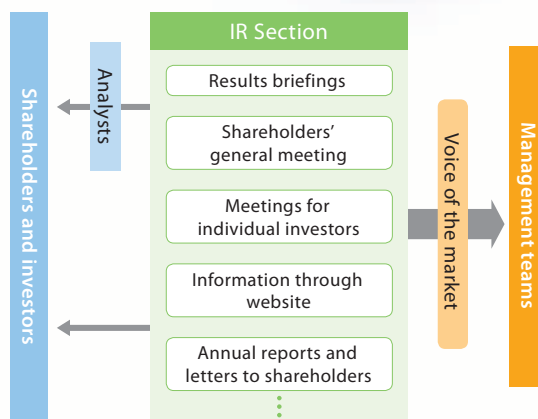 Shareholders and investors
Analysts
IR Section
Results briefings
Shareholders'
general meeting
Meetings for
individual investors
Information through
website
Annual reports and
letters to shareholders
Voice of the market
Management teams